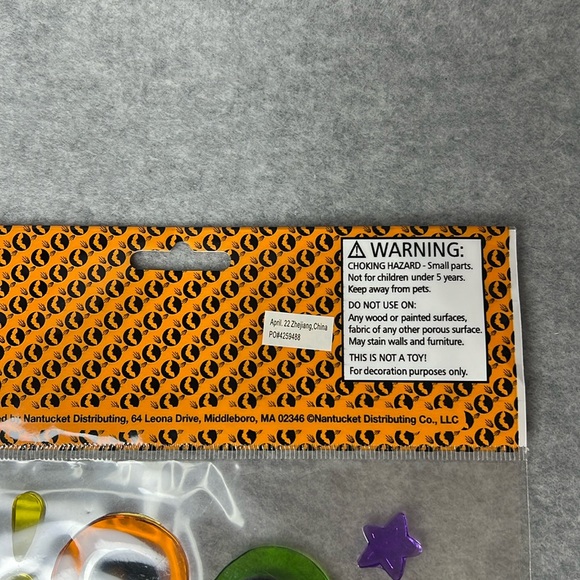 ⚠ WARNING:
CHOKING HAZARD - Small parts.
Not for children under 5 years.
Keep away from pets.
DO NOT USE ON:
Any wood or painted surfaces,
fabric of any other porous surface.
May stain walls and furniture.
THIS IS NOT A TOY!
For decoration purposes only.
April. 22 Zhejiang,China
PO#4259488
by Nantucket Distributing, 64 Leona Drive, Middleboro, MA 02346 ©Nantucket Distributing Co., LLC